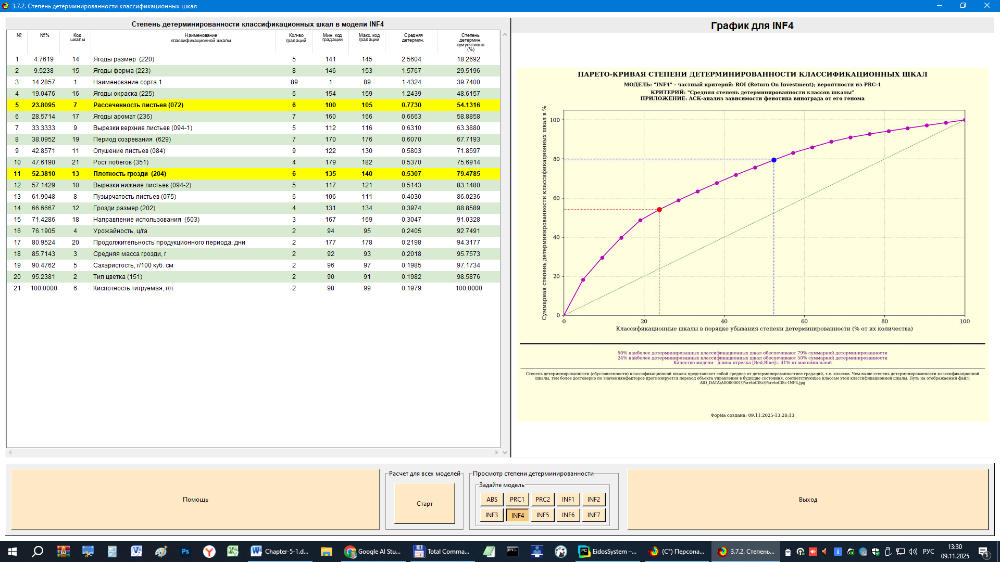 3.7.2. Степень детерминированности классификационных шкал
Степень детерминированности классификационных шкал в модели INF4
№ №% Код шкалы Наименование классификационной шкалы Кол-во градаций Мин. код градации Макс. код градации Средняя детермин. Степень детермин. кумулятивно (%)
1 4.7619 14 Ягоды размер (220) 5 141 145 2.5604 18.2692
2 9.5238 15 Ягоды форма (223) 8 146 153 1.5767 29.5196
3 14.2857 1 Наименование сорта.1 89 1 89 1.4324 39.7400
4 19.0476 16 Ягоды окраска (225) 6 154 159 1.2439 48.6157
5 23.8095 7 Рассеченность листьев (072) 6 100 105 0.7730 54.1316
6 28.5714 17 Ягоды аромат (236) 7 160 166 0.6663 58.8858
7 33.3333 9 Вырезки верхние листьев (094-1) 5 112 116 0.6310 63.3880
8 38.0952 19 Период созревания (629) 7 170 176 0.6070 67.7193
9 42.8571 11 Опушение листьев (084) 9 122 130 0.5803 71.8597
10 47.6190 21 Рост побегов (351) 4 179 182 0.5370 75.6914
11 52.3810 13 Плотность грозди (204) 6 135 140 0.5307 79.4785
12 57.1429 10 Вырезки нижние листьев (094-2) 5 117 121 0.5143 83.1480
13 61.9048 8 Пузырчатость листьев (075) 6 106 111 0.4030 86.0236
14 66.6667 12 Грозди размер (202) 4 131 134 0.3974 88.8589
15 71.4286 18 Направление использования (603) 3 167 169 0.3047 91.0328
16 76.1905 4 Урожайность, ц/га 2 94 95 0.2405 92.7491
17 80.9524 20 Продолжительность продукционного периода, дни 2 177 178 0.2198 94.3177
18 85.7143 3 Средняя масса грозди, г 2 92 93 0.2018 95.7573
19 90.4762 5 Сахаристость, г/100 куб. см 2 96 97 0.1985 97.1734
20 95.2381 2 Тип цветка (151) 2 90 91 0.1982 98.5876
21 100.0000 6 Кислотность титруемая, г/л 2 98 99 0.1979 100.0000
График для INF4
ПАРЕТО-КРИВАЯ СТЕПЕНИ ДЕТЕРМИНИРОВАННОСТИ КЛАССИФИКАЦИОННЫХ ШКАЛ
МОДЕЛЬ: "INF4" - частный критерий: ROI (Return On Investment); вероятности из PRC-1
КРИТЕРИЙ: "Средняя степень детерминированности классов шкалы"
ПРИЛОЖЕНИЕ: АСК-анализ зависимости фенотипа винограда от его генома
Суммарная степень детерминированности классификационных шкал в %
100
80
60
40
20
0
0 20 40 60 80 100
Классификационные шкалы в порядке убывания степени детерминированности (% от их количества)
50% наиболее детерминированных классификационных шкал обеспечивают 79% суммарной детерминированности
24% наиболее детерминированных классификационных шкал обеспечивают 50% суммарной детерминированности
Качество модели - длина отрезка [Red,Blue]= 41% от максимальной
Степень детерминированности (обусловленности) классификационной шкалы представляет собой среднее от детерминированностиее градаций, т.е. классов. Чем выше степень детерминированности классификационной
шкалы, тем более достоверно по значениямфакторов прогнозируется переход объекта управления в будущие состояния, соответствующее классам этой классификационной шкалы. Путь на отображаемый файл:
AID_DATA\A0000001\ParetoClSc\ParetoClSc-INF4.jpg
Форма создана: 09.11.2025-13:28:13
Помощь
Расчет для всех моделей
Старт
Просмотр степени детерминированности
Задайте модель
ABS PRC1 PRC2 INF1 INF2
INF3 INF4 INF5 INF6 INF7
Выход
Chapter-5-1.d...
Google AI Stu...
Total Comma...
EidosSystem –...
(C°) Персона...
3.7.2. Степень...
42
РУС
13:30
09.11.2025
1